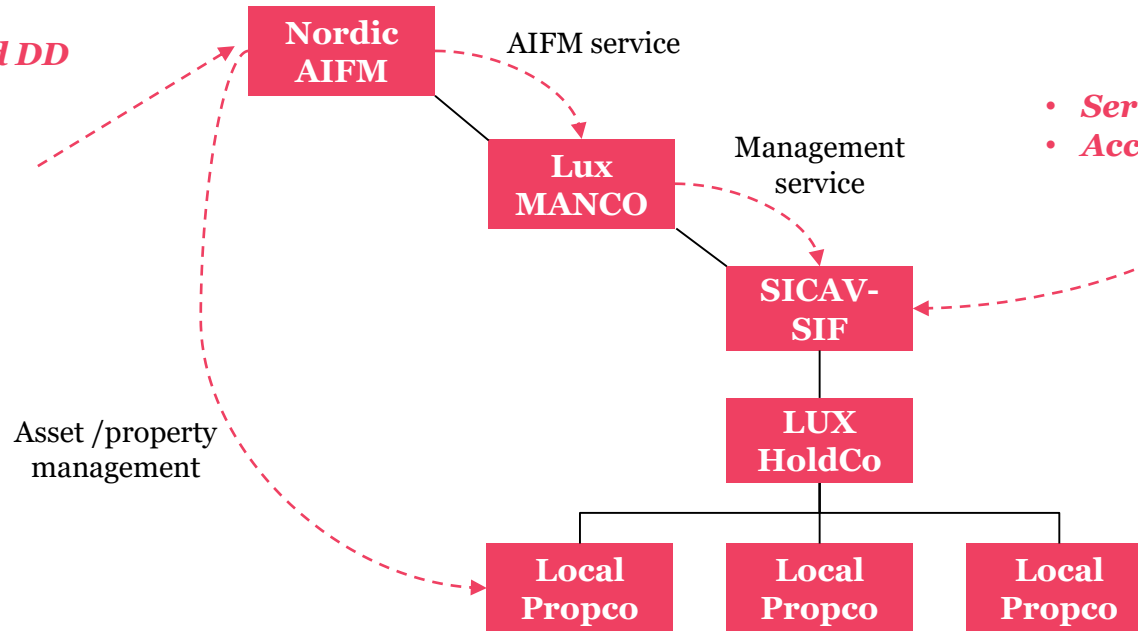 DD
Nordic
AIFM
AIFM service
• Ser
• Acc
Lux
MANCO
Management
service
SICAV-
SIF
LUX
HoldCo
Asset /property
management
Local
Propco
Local
Propco
Local
Propco